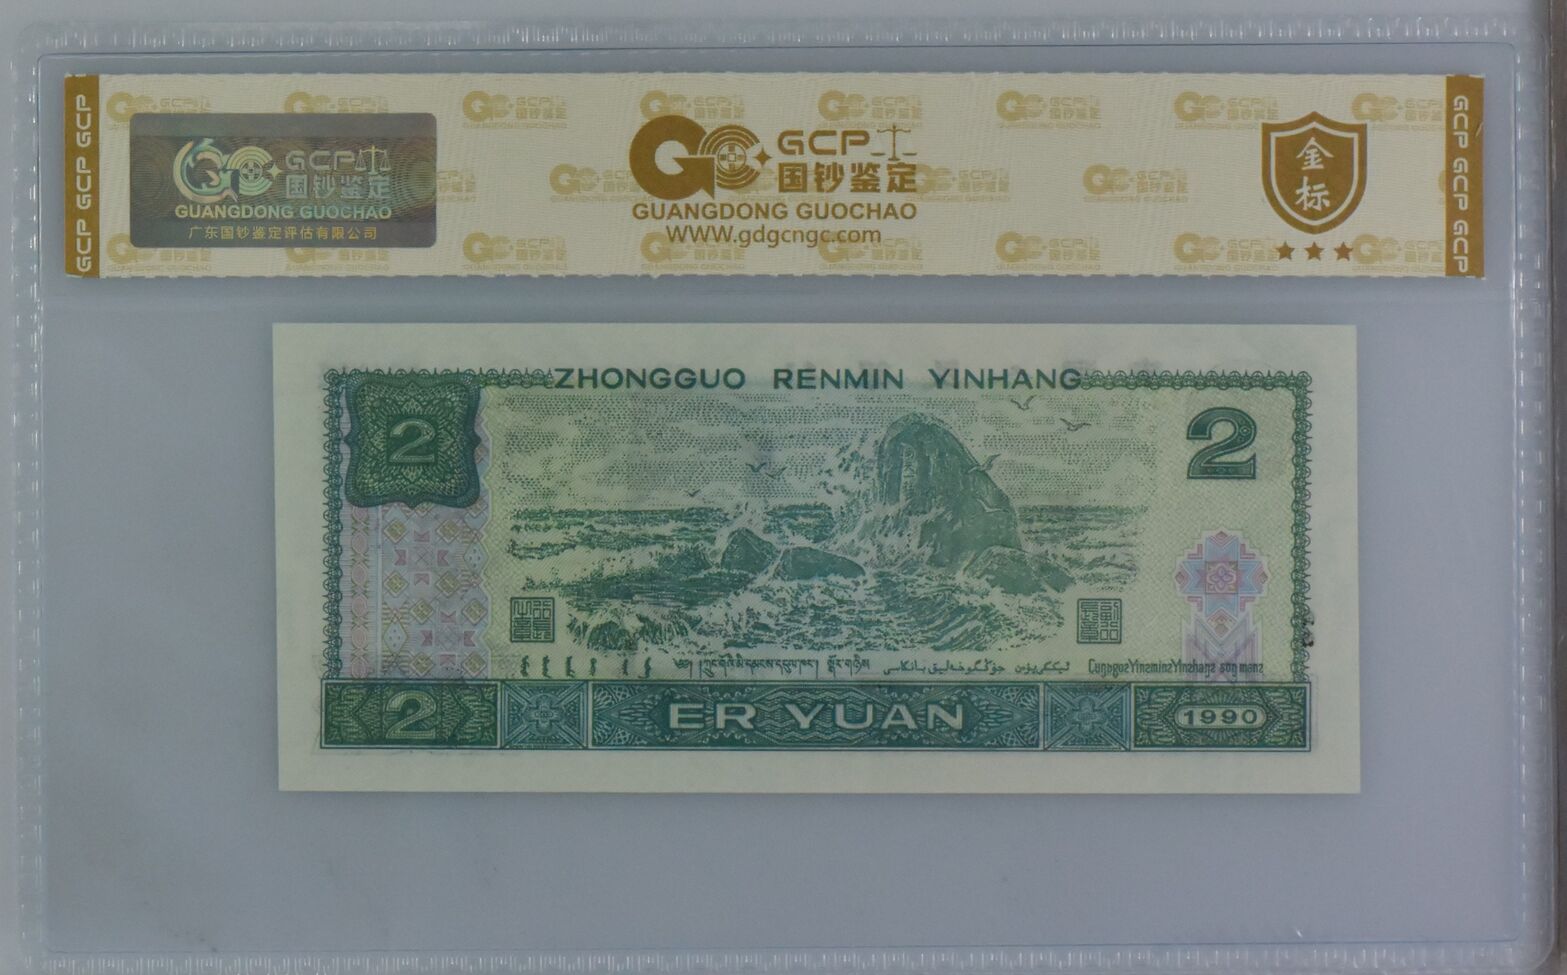 GCP
国钞鉴定
GUANGDONG GUOCHAO
广东国钞鉴定评估有限公司
GCP
国钞鉴定
GUANGDONG GUOCHAO
WWW.gdgcngc.com
金标
GCP GCP GCP
GCP GCP GCP
ZHONGGUO RENMIN YINHANG
2
2
2
ER YUAN
1990